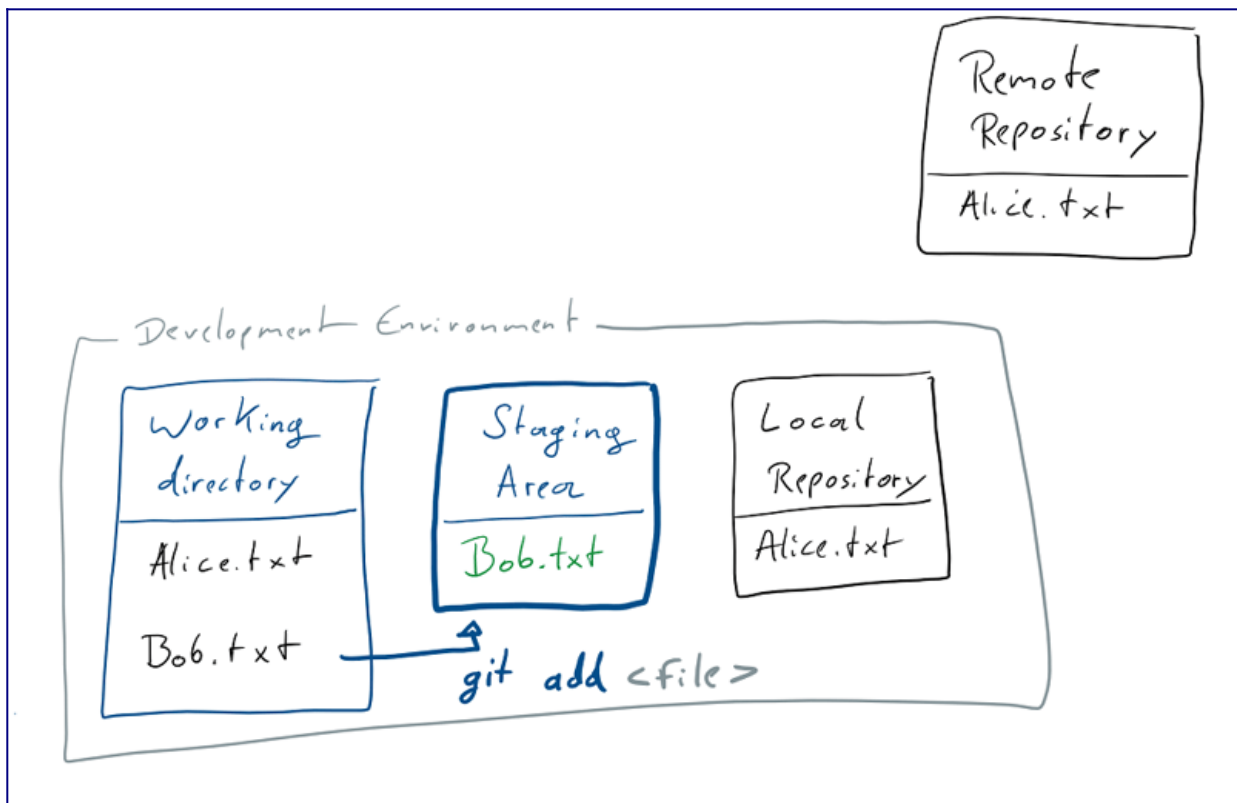 Remote
Repository
Alice.txt
Development Environment
Working
directory
Alice.txt
Bob.txt
Staging
Area
Bob.txt
git add <file>
Local
Repository
Alice.txt